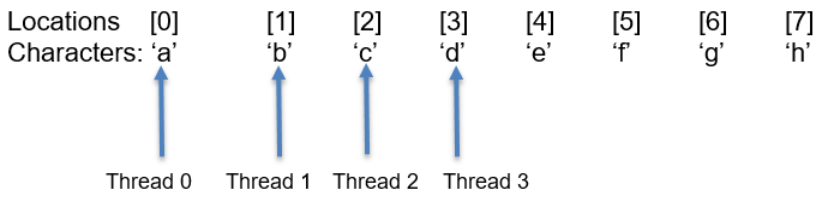 Locations [0] [1] [2] [3] [4] [5] [6] [7]
Characters: ‘a’ ‘b’ ‘c’ ‘d’ ‘e’ ‘f’ ‘g’ ‘h’
Thread 0 Thread 1 Thread 2 Thread 3